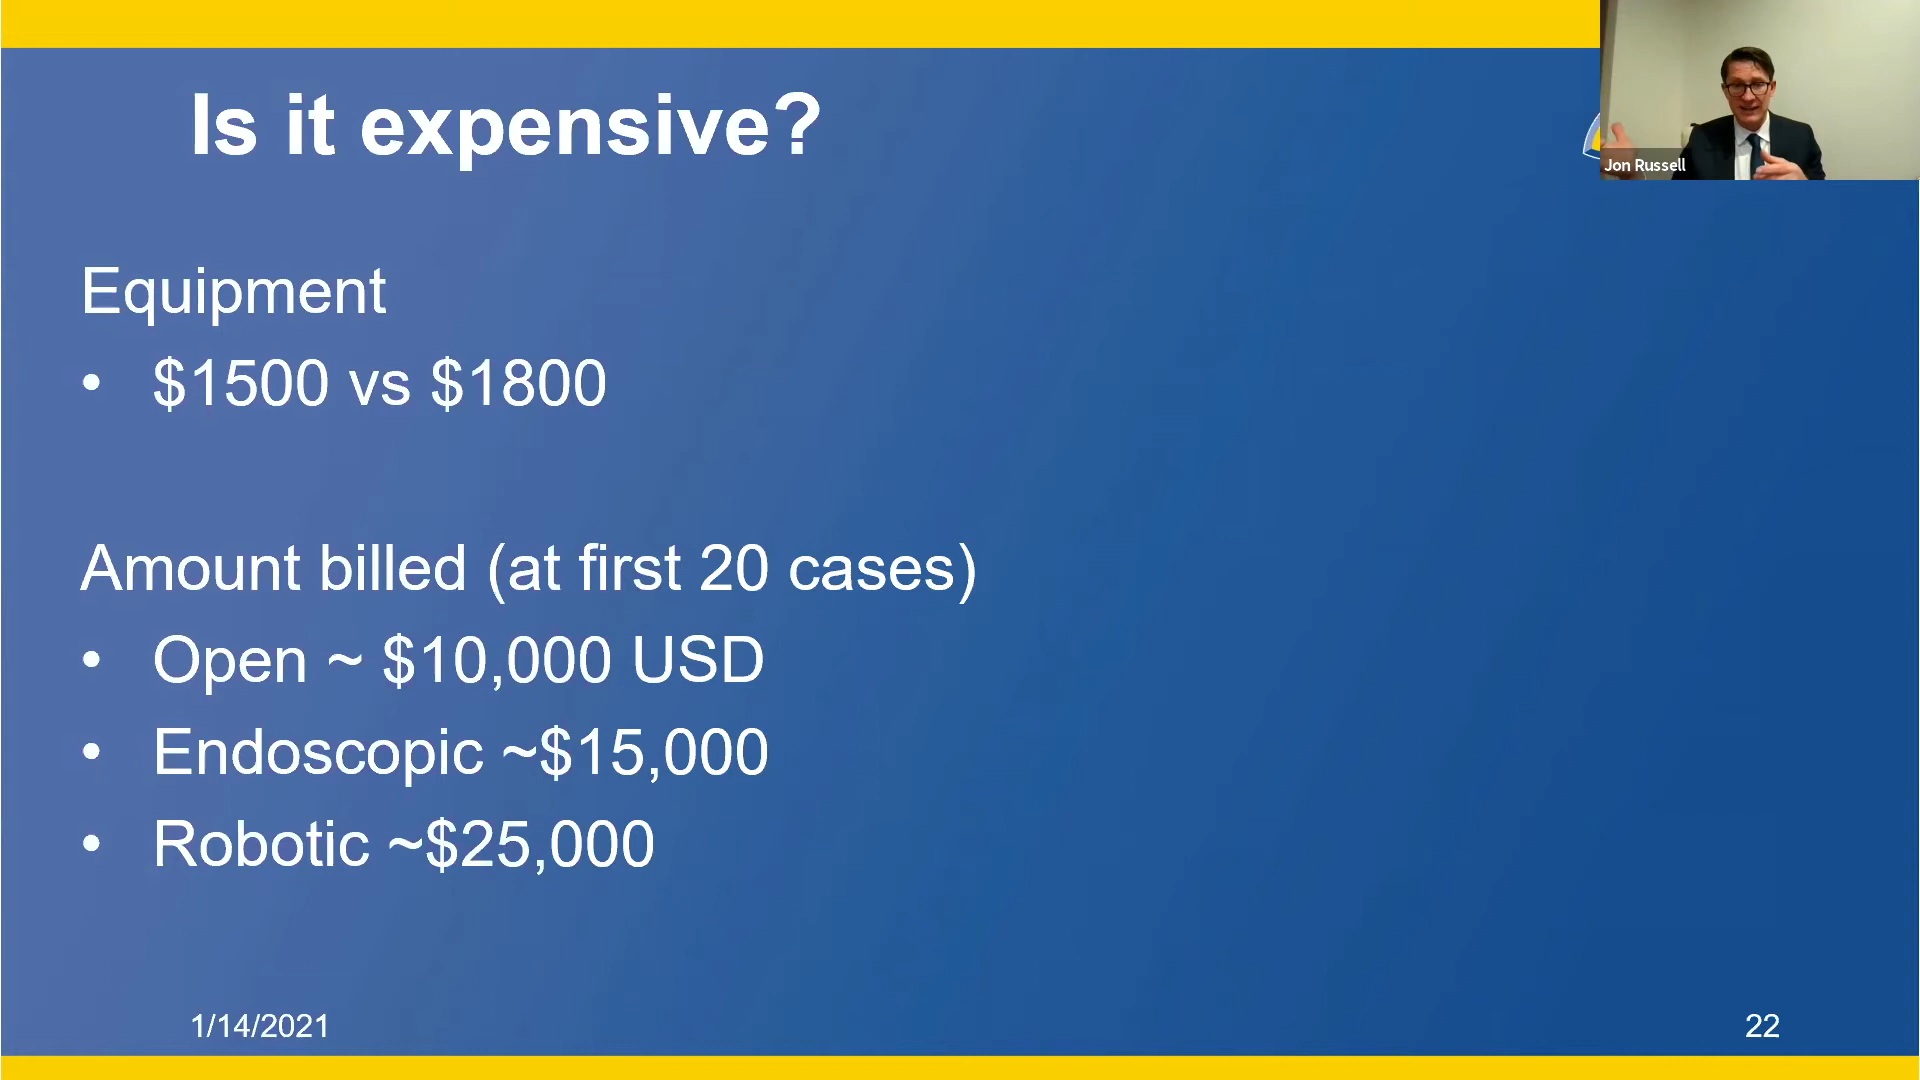 Is it expensive?
Jon Russell
Equipment
• $1500 vs $1800
Amount billed (at first 20 cases)
• Open ~ $10,000 USD
• Endoscopic ~$15,000
• Robotic ~$25,000
1/14/2021
22